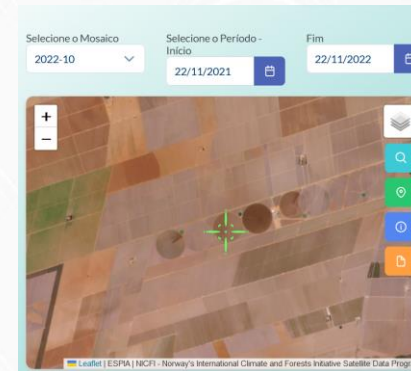 Selecione o Mosaico
2022-10
Selecione o Período -
Início
22/11/2021
Fim
22/11/2022
+
−
Leaflet | ESPIA | NICFI - Norway's International Climate and Forests Initiative Satellite Data